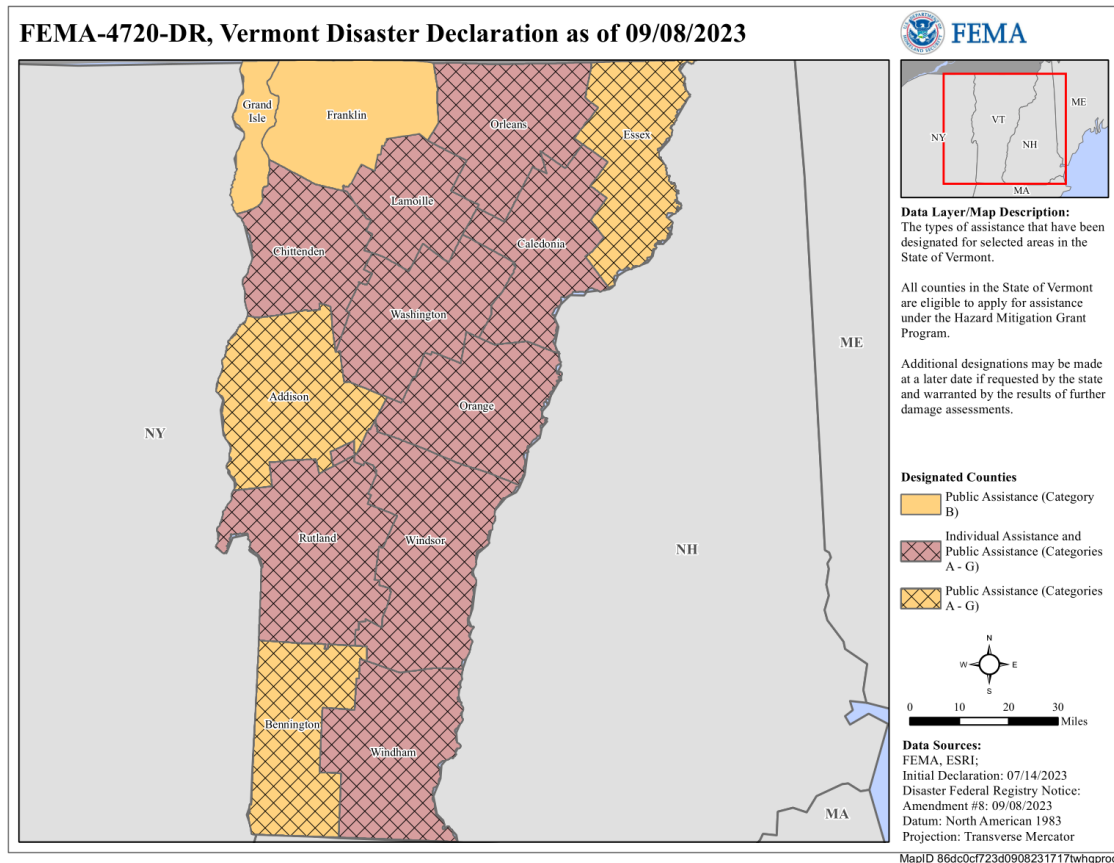 FEMA-4720-DR, Vermont Disaster Declaration as of 09/08/2023
FEMA
Grand
Isle
Franklin
Orleans
Essex
Lamoille
Chittenden
Caledonia
Washington
Addison
Orange
Rutland
Windsor
Bennington
Windham
NY
NH
ME
MA
NY
VT
NH
ME
MA
Data Layer/Map Description:
The types of assistance that have been
designated for selected areas in the
State of Vermont.
All counties in the State of Vermont
are eligible to apply for assistance
under the Hazard Mitigation Grant
Program.
Additional designations may be made
at a later date if requested by the state
and warranted by the results of further
damage assessments.
Designated Counties
Public Assistance (Category
B)
Individual Assistance and
Public Assistance (Categories
A - G)
Public Assistance (Categories
A - G)
N
W E
S
0 10 20 30
Miles
Data Sources:
FEMA, ESRI;
Initial Declaration: 07/14/2023
Disaster Federal Registry Notice:
Amendment #8: 09/08/2023
Datum: North American 1983
Projection: Transverse Mercator